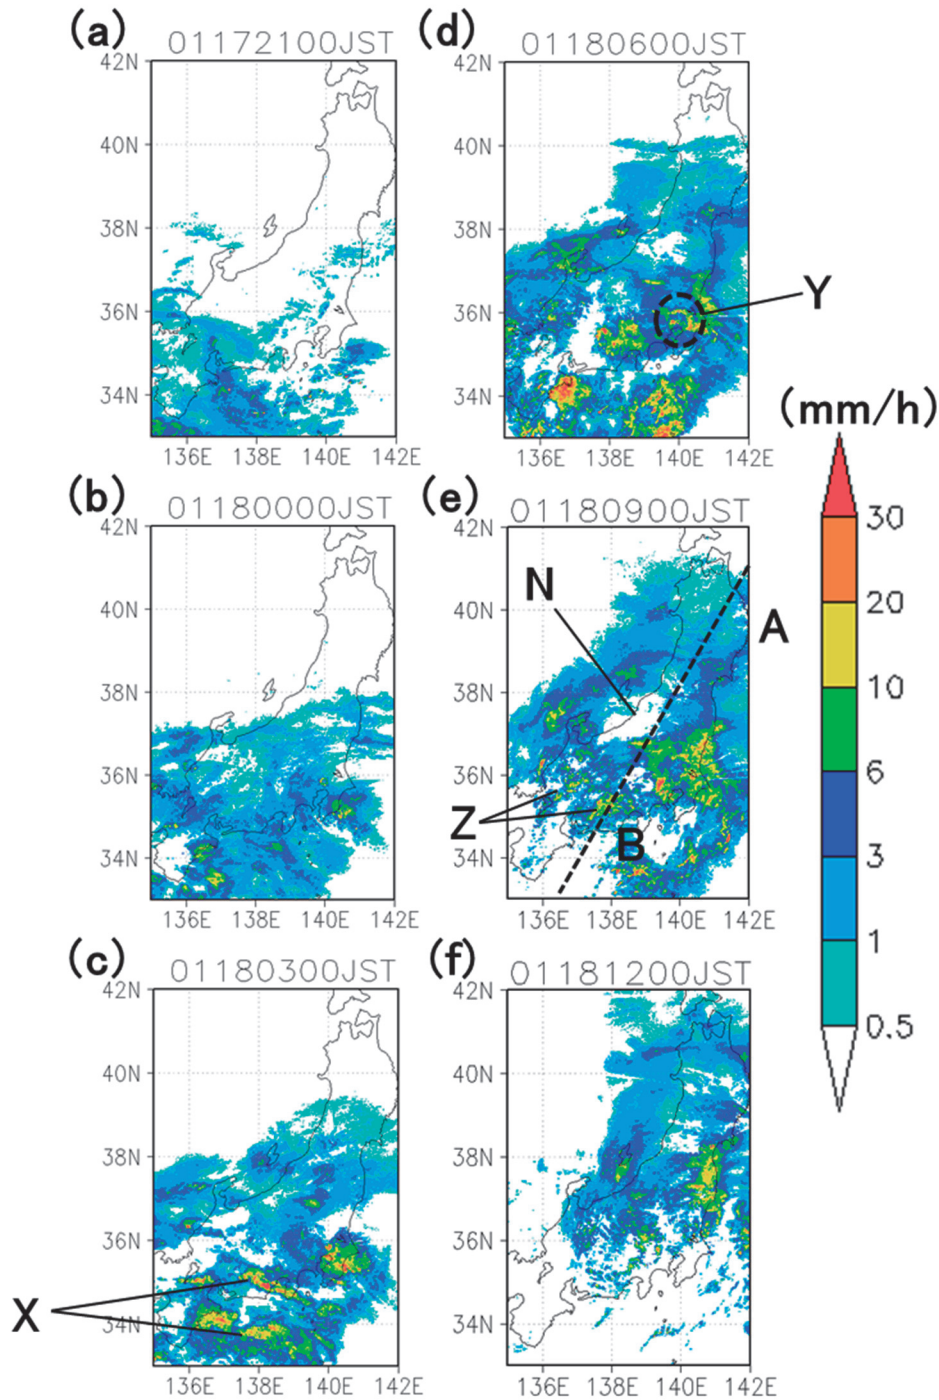 (a)
01172100JST
42N
40N
38N
36N
34N
136E 138E 140E 142E
(b)
01180000JST
42N
40N
38N
36N
34N
136E 138E 140E 142E
(c)
01180300JST
42N
40N
38N
36N
34N
X
136E 138E 140E 142E
(d)
01180600JST
42N
40N
38N
36N
34N
Y
136E 138E 140E 142E
(e)
01180900JST
42N
40N
38N
36N
34N
N
A
Z
B
136E 138E 140E 142E
(f)
01181200JST
42N
40N
38N
36N
34N
136E 138E 140E 142E
(mm/h)
30
20
10
6
3
1
0.5